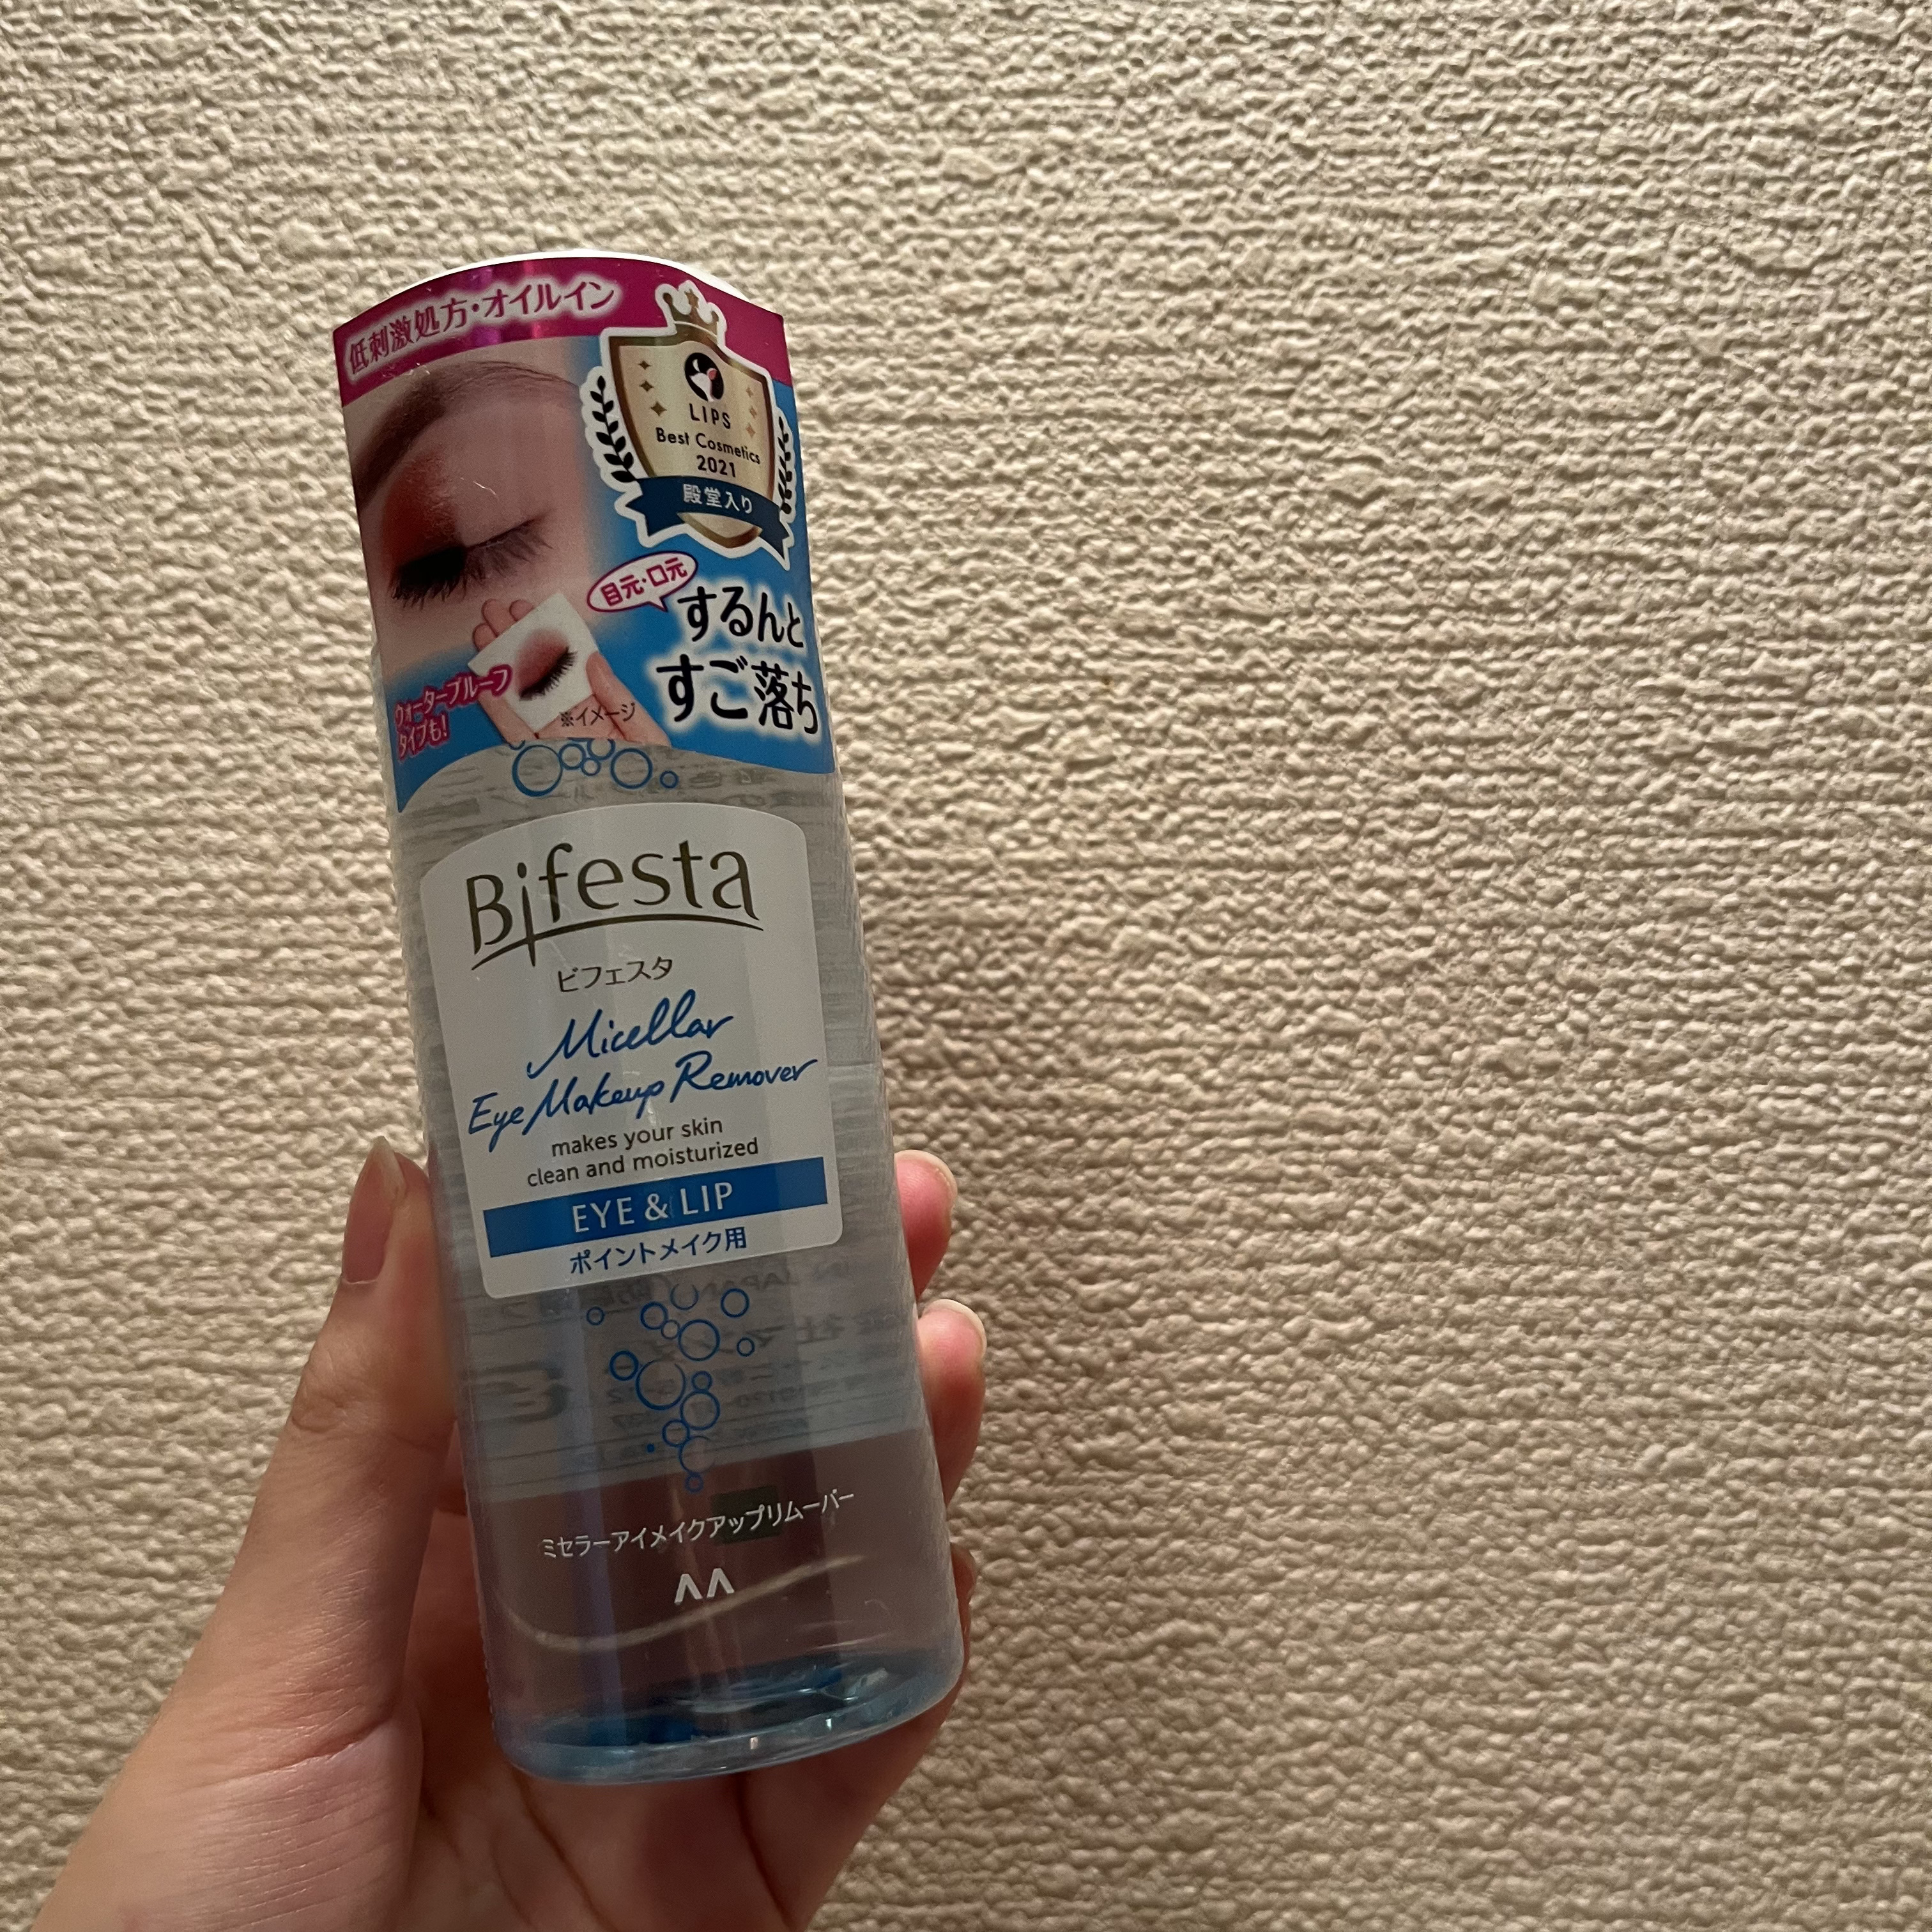 低刺激処方・オイルイン
LIPS
Best Cosmetics
2021
殿堂入り
目元・口元
するんと
すご落ち
ウォータープルーフ
タイプも!
※イメージ
Bifesta
ビフェスタ
Micellar
Eye Makeup Remover
makes your skin
clean and moisturized
EYE & LIP
ポイントメイク用
ミセラーアイメイクアップリムーバー